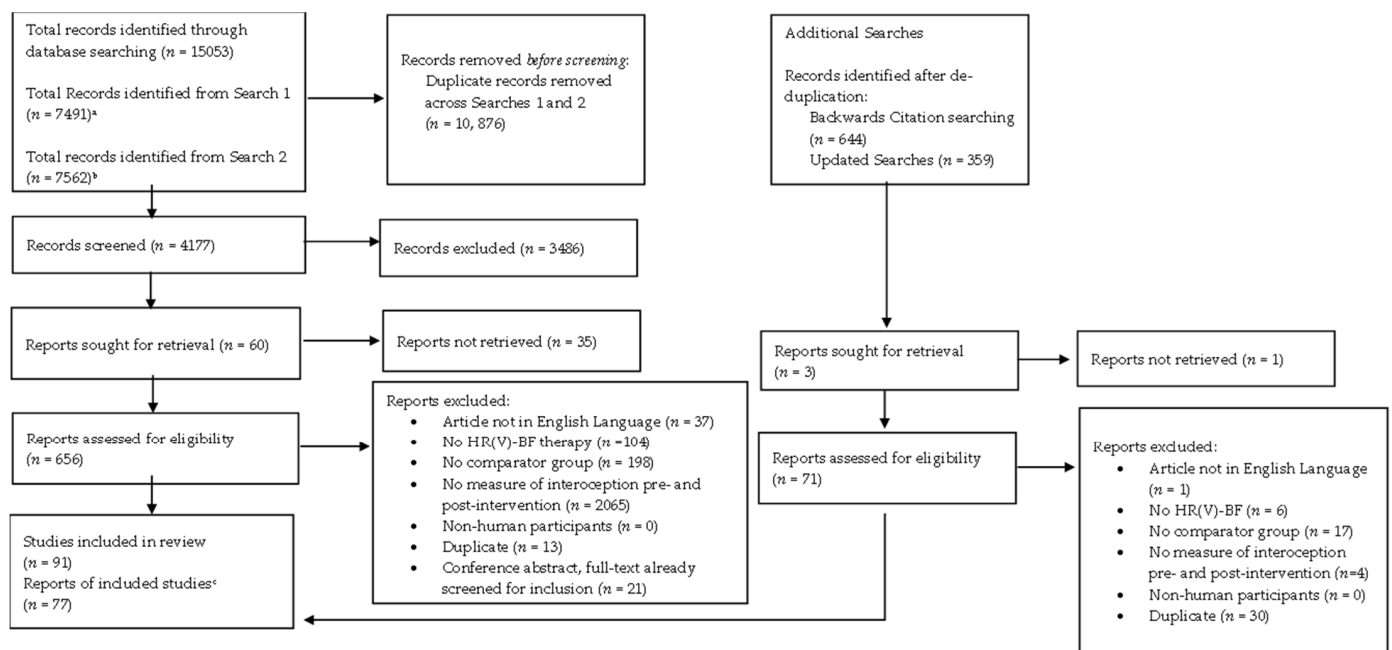 Total records identified through
database searching (n = 15053)
Total Records identified from Search 1
(n = 7491)ᵃ
Total records identified from Search 2
(n = 7562)ᵇ
Records removed before screening:
Duplicate records removed
across Searches 1 and 2
(n = 10, 876)
Records screened (n = 4177)
Records excluded (n = 3486)
Reports sought for retrieval (n = 60)
Reports not retrieved (n = 35)
Reports assessed for eligibility
(n = 656)
Reports excluded:
• Article not in English Language (n = 37)
• No HR(V)-BF therapy (n =104)
• No comparator group (n = 198)
• No measure of interoception pre- and
post-intervention (n = 2065)
• Non-human participants (n = 0)
• Duplicate (n = 13)
• Conference abstract, full-text already
screened for inclusion (n = 21)
Studies included in review
(n = 91)
Reports of included studiesᶜ
(n = 77)
Additional Searches
Records identified after de-
duplication:
Backwards Citation searching
(n = 644)
Updated Searches (n = 359)
Reports sought for retrieval
(n = 3)
Reports not retrieved (n = 1)
Reports assessed for eligibility
(n = 71)
Reports excluded:
• Article not in English Language
(n = 1)
• No HR(V)-BF (n = 6)
• No comparator group (n = 17)
• No measure of interoception
pre- and post-intervention (n=4)
• Non-human participants (n = 0)
• Duplicate (n = 30)